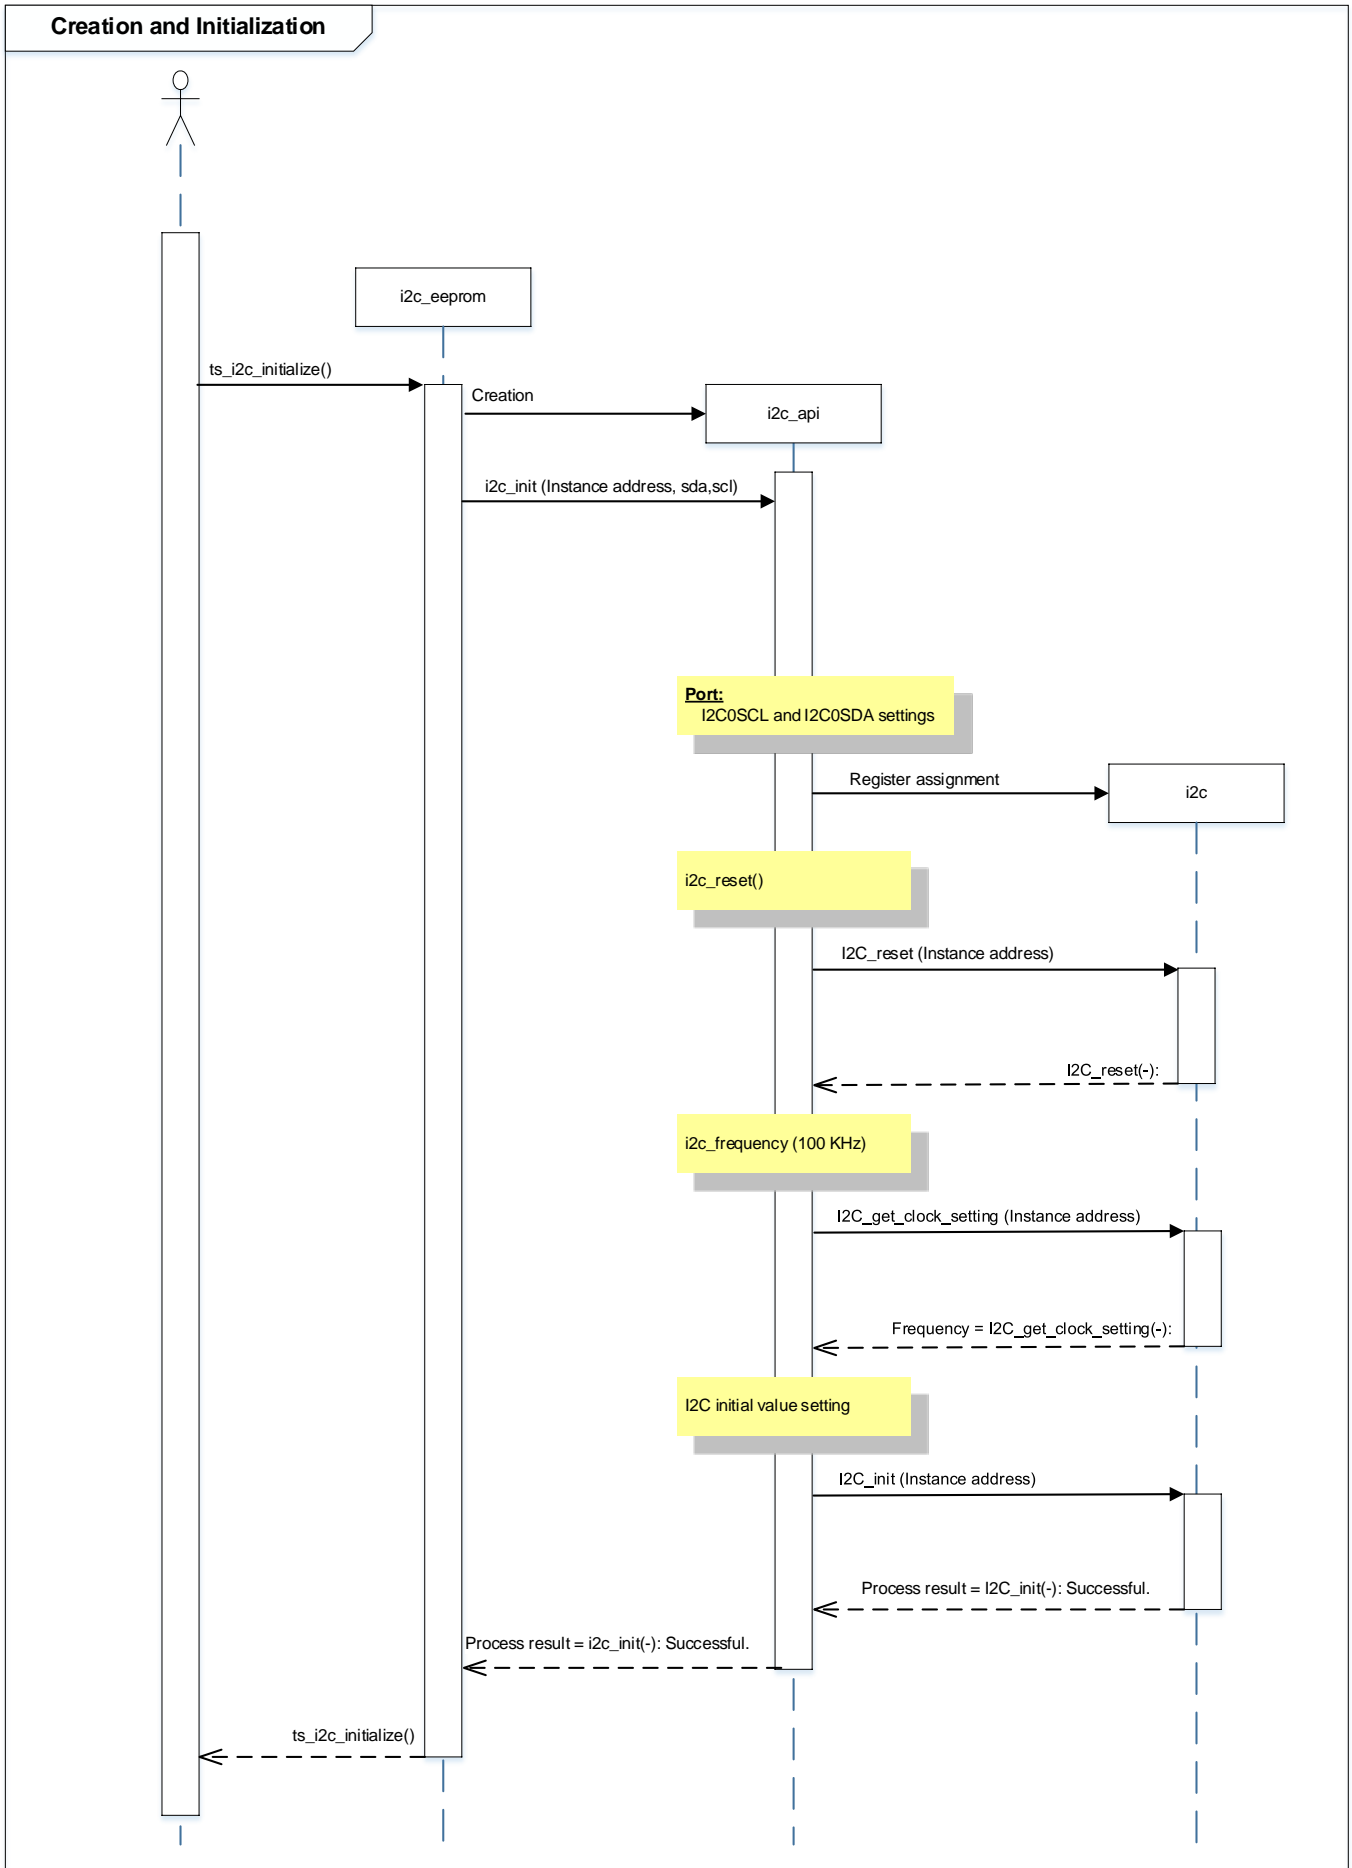 Creation and Initialization
i2c_eeprom
ts_i2c_initialize()
Creation
i2c_api
i2c_init (Instance address, sda,scl)
Port:
I2C0SCL and I2C0SDA settings
Register assignment
i2c
i2c_reset()
I2C_reset (Instance address)
I2C_reset(-):
i2c_frequency (100 KHz)
I2C_get_clock_setting (Instance address)
Frequency = I2C_get_clock_setting(-):
I2C initial value setting
I2C_init (Instance address)
Process result = I2C_init(-): Successful.
Process result = i2c_init(-): Successful.
ts_i2c_initialize()